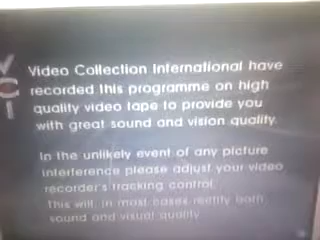 VCI
Video Collection International have
recorded this programme on high
quality video tape to provide you
with great sound and vision quality.
In the unlikely event of any picture
interference please adjust your video
recorder's tracking control.
This will, in most cases rectify both
sound and visual quality.